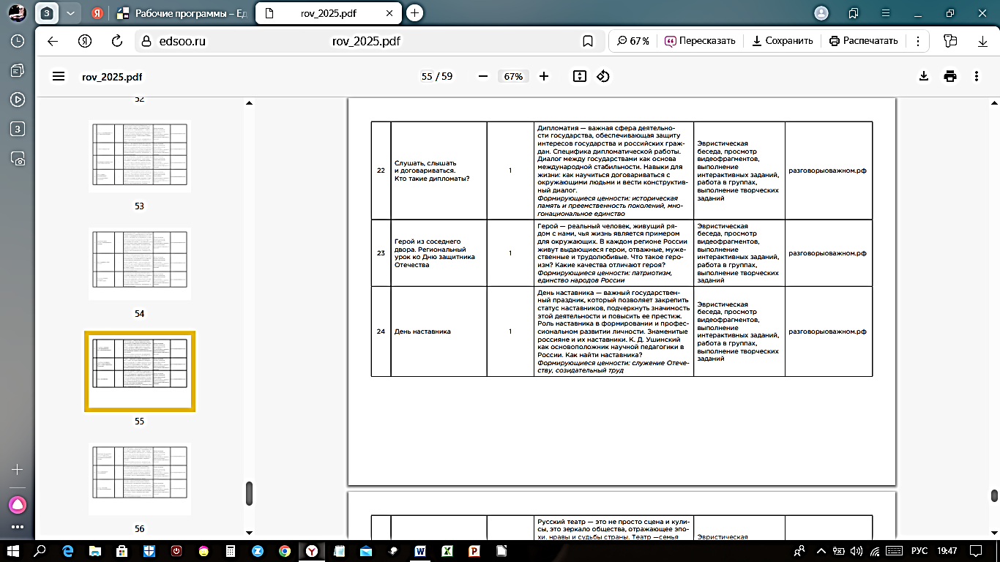 3
Рабочие программы – Ед
rov_2025.pdf
edsoo.ru
rov_2025.pdf
67%
Пересказать
Сохранить
Распечатать
rov_2025.pdf
55 / 59
67%
52
53
54
55
56
3
22
Слушать, слышать
и договариваться.
Кто такие дипломаты?
1
Дипломатия — важная сфера деятельно-
сти государства, обеспечивающая защиту
интересов государства и российских граж-
дан. Специфика дипломатической работы.
Диалог между государствами как основа
международной стабильности. Навыки для
жизни: как научиться договариваться с
окружающими людьми и вести конструктив-
ный диалог.
Формирующиеся ценности: историческая
память и преемственность поколений, мно-
гонациональное единство
Эвристическая
беседа, просмотр
видеофрагментов,
выполнение
интерактивных заданий,
работа в группах,
выполнение творческих
заданий
разговорыоважном.рф
23
Герой из соседнего
двора. Региональный
урок ко Дню защитника
Отечества
1
Герой — реальный человек, живущий ря-
дом с нами, чья жизнь является примером
для окружающих. В каждом регионе России
живут выдающиеся герои, отважные, муже-
ственные и трудолюбивые. Что такое геро-
изм? Какие качества отличают героя?
Формирующиеся ценности: патриотизм,
единство народов России
Эвристическая
беседа, просмотр
видеофрагментов,
выполнение
интерактивных заданий,
работа в группах,
выполнение творческих
заданий
разговорыоважном.рф
24
День наставника
1
День наставника — важный государствен-
ный праздник, который позволяет закрепить
статус наставников, подчеркнуть значимость
этой деятельности и повысить ее престиж.
Роль наставника в формировании и профес-
сиональном развитии личности. Знаменитые
россияне и их наставники. К. Д. Ушинский
как основоположник научной педагогики в
России. Как найти наставника?
Формирующиеся ценности: служение Отече-
ству, созидательный труд
Эвристическая
беседа, просмотр
видеофрагментов,
выполнение
интерактивных заданий,
работа в группах,
выполнение творческих
заданий
разговорыоважном.рф
Русский театр — это не просто сцена и кули-
сы, это зеркало общества, отражающее эпо-
хи, нравы и судьбы страны. Театр —семья
Эвристическая
РУС
19:47